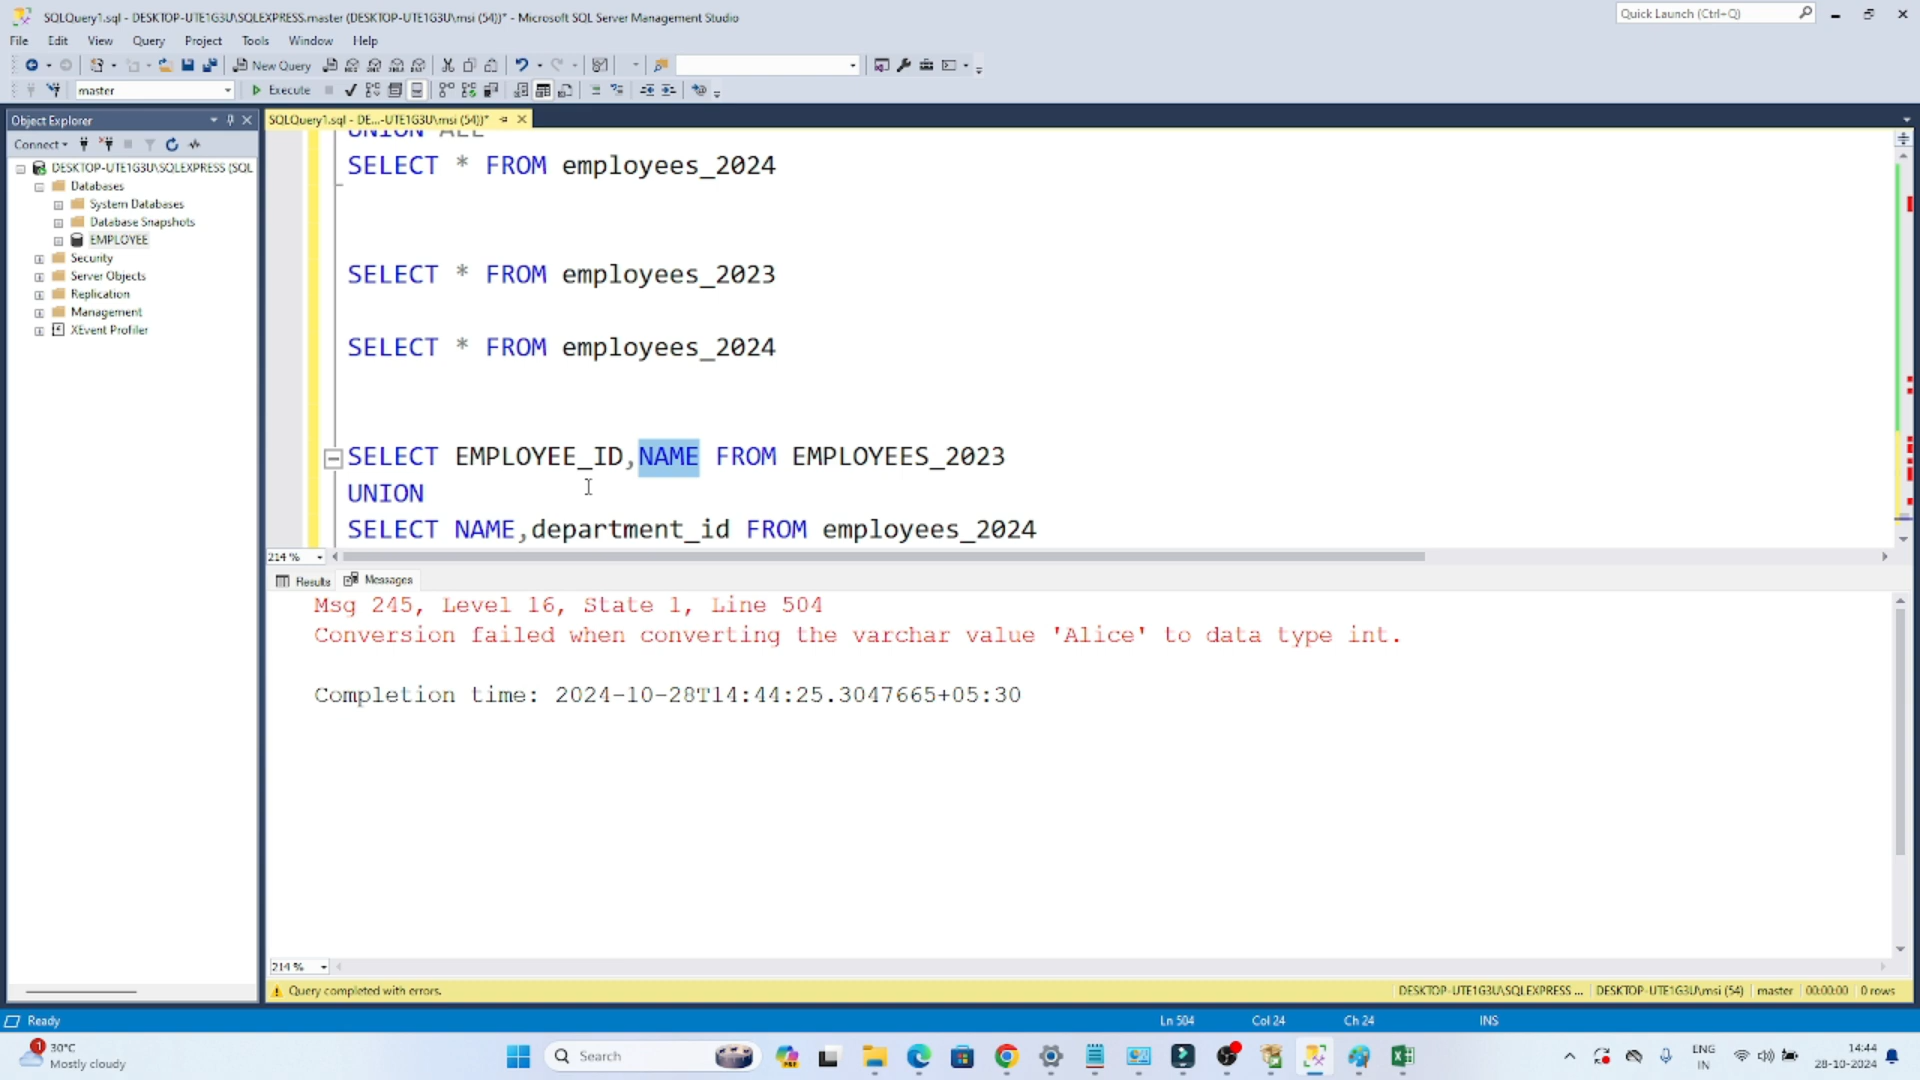 SQLQuery1.sql - DESKTOP-UTE1G3U\SQLEXPRESS.master (DESKTOP-UTE1G3U\msi (54))* - Microsoft SQL Server Management Studio
Quick Launch (Ctrl+Q)
File Edit View Query Project Tools Window Help
New Query
master
Execute
Object Explorer
SQLQuery1.sql - DE...-UTE1G3U\msi (54))*
Connect
DESKTOP-UTE1G3U\SQLEXPRESS (SQL
Databases
System Databases
Database Snapshots
EMPLOYEE
Security
Server Objects
Replication
Management
XEvent Profiler
UNION ALL
SELECT * FROM employees_2024
SELECT * FROM employees_2023
SELECT * FROM employees_2024
SELECT EMPLOYEE_ID,NAME FROM EMPLOYEES_2023
UNION
SELECT NAME,department_id FROM employees_2024
214 %
Results Messages
Msg 245, Level 16, State 1, Line 504
Conversion failed when converting the varchar value 'Alice' to data type int.
Completion time: 2024-10-28T14:44:25.3047665+05:30
214 %
Query completed with errors.
DESKTOP-UTE1G3U\SQLEXPRESS ... DESKTOP-UTE1G3U\msi (54) master 00:00:00 0 rows
Ready
Ln 504 Col 24 Ch 24 INS
1
30°C
Mostly cloudy
Search
ENG
IN
14:44
28-10-2024